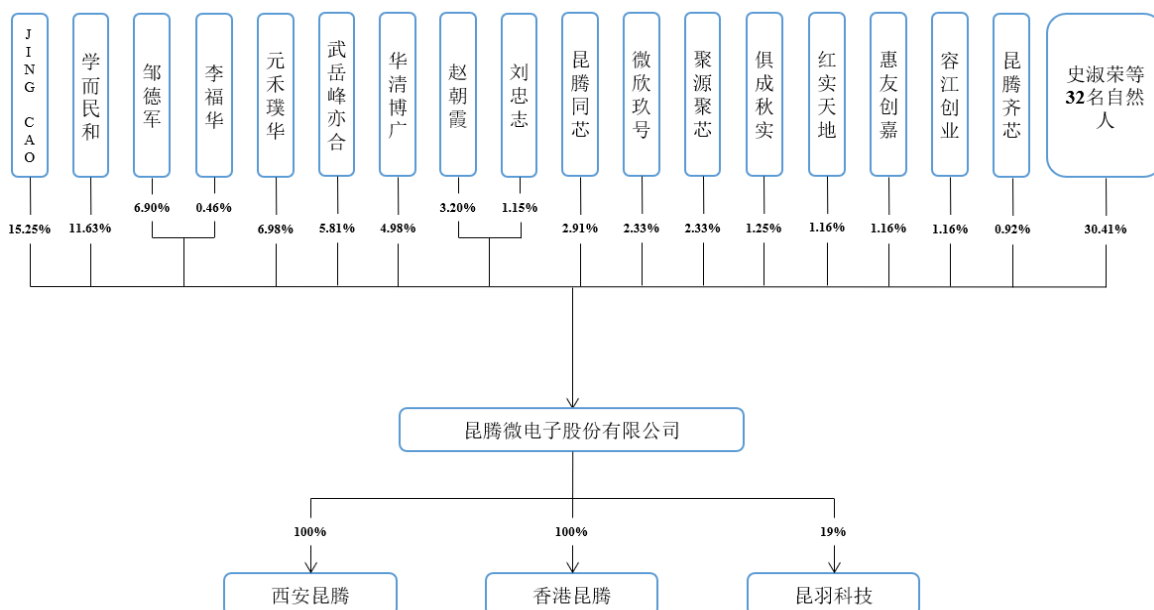 JING CAO
学而民和
邹德军
李福华
元禾璞华
武岳峰亦合
华清博广
赵朝霞
刘忠志
昆腾同芯
微欣玖号
聚源聚芯
俱成秋实
红实天地
惠友创嘉
容江创业
昆腾齐芯
史淑荣等
32名自然
人
6.90%
0.46%
3.20%
1.15%
15.25%
11.63%
6.98%
5.81%
4.98%
2.91%
2.33%
2.33%
1.25%
1.16%
1.16%
1.16%
0.92%
30.41%
昆腾微电子股份有限公司
100%
100%
19%
西安昆腾
香港昆腾
昆羽科技